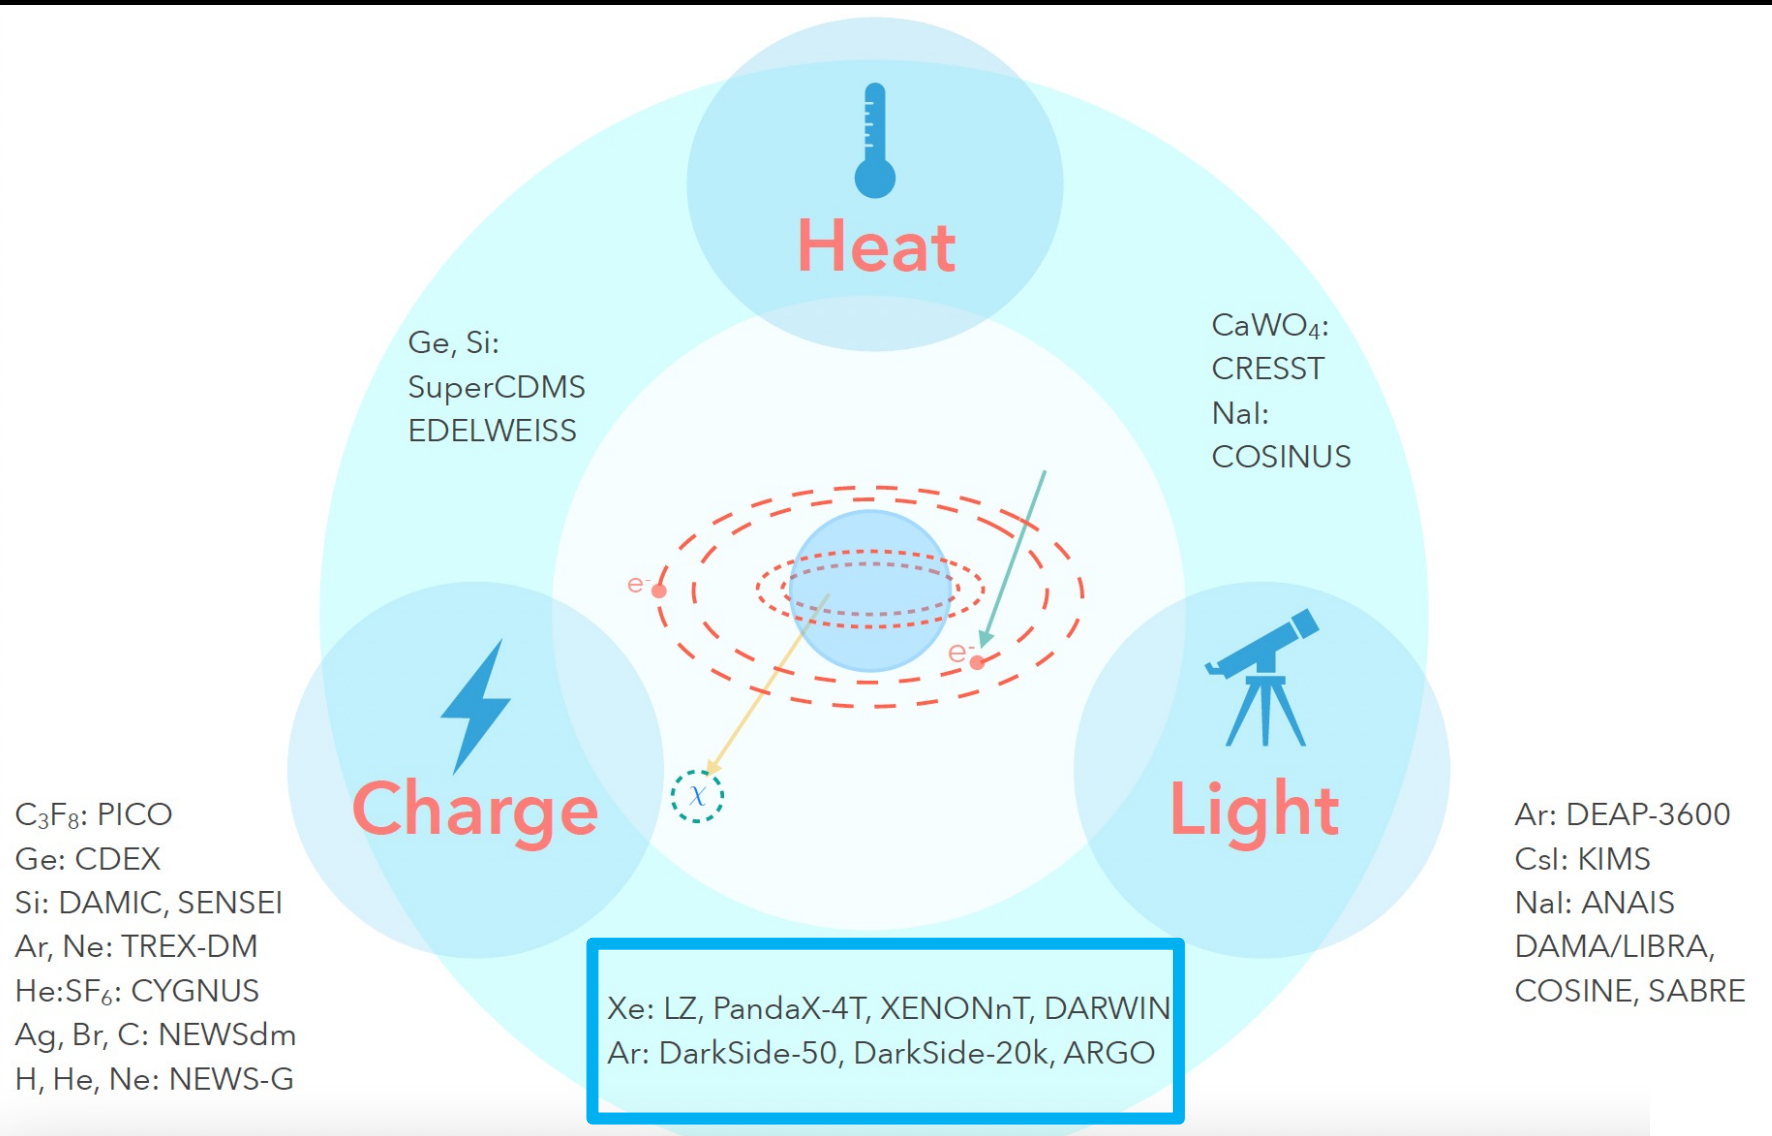 Heat
Ge, Si:
SuperCDMS
EDELWEISS
CaWO₄:
CRESST
NaI:
COSINUS
e⁻
e⁻
χ
Charge
Light
C₃F₈: PICO
Ge: CDEX
Si: DAMIC, SENSEI
Ar, Ne: TREX-DM
He:SF₆: CYGNUS
Ag, Br, C: NEWSdm
H, He, Ne: NEWS-G
Ar: DEAP-3600
CsI: KIMS
NaI: ANAIS
DAMA/LIBRA,
COSINE, SABRE
Xe: LZ, PandaX-4T, XENONnT, DARWIN
Ar: DarkSide-50, DarkSide-20k, ARGO